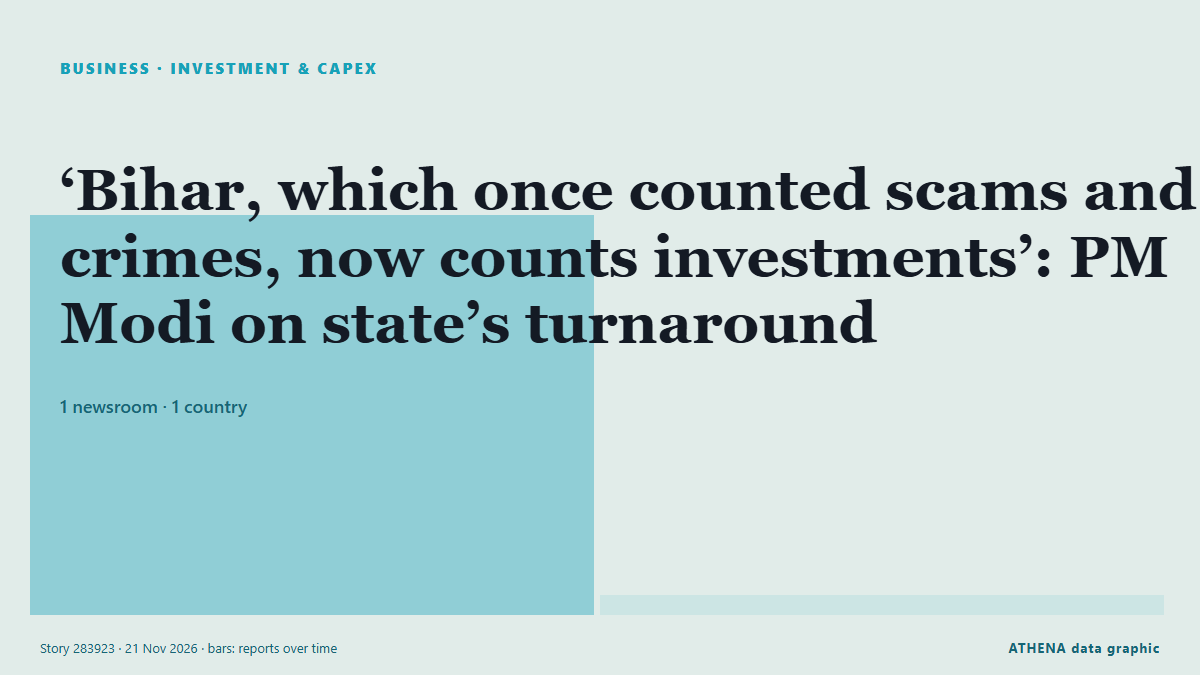 BUSINESS · INVESTMENT & CAPEX
‘Bihar, which once counted scams and
crimes, now counts investments’: PM
Modi on state’s turnaround
1 newsroom · 1 country
Story 283923 · 21 Nov 2026 · bars: reports over time
ATHENA data graphic